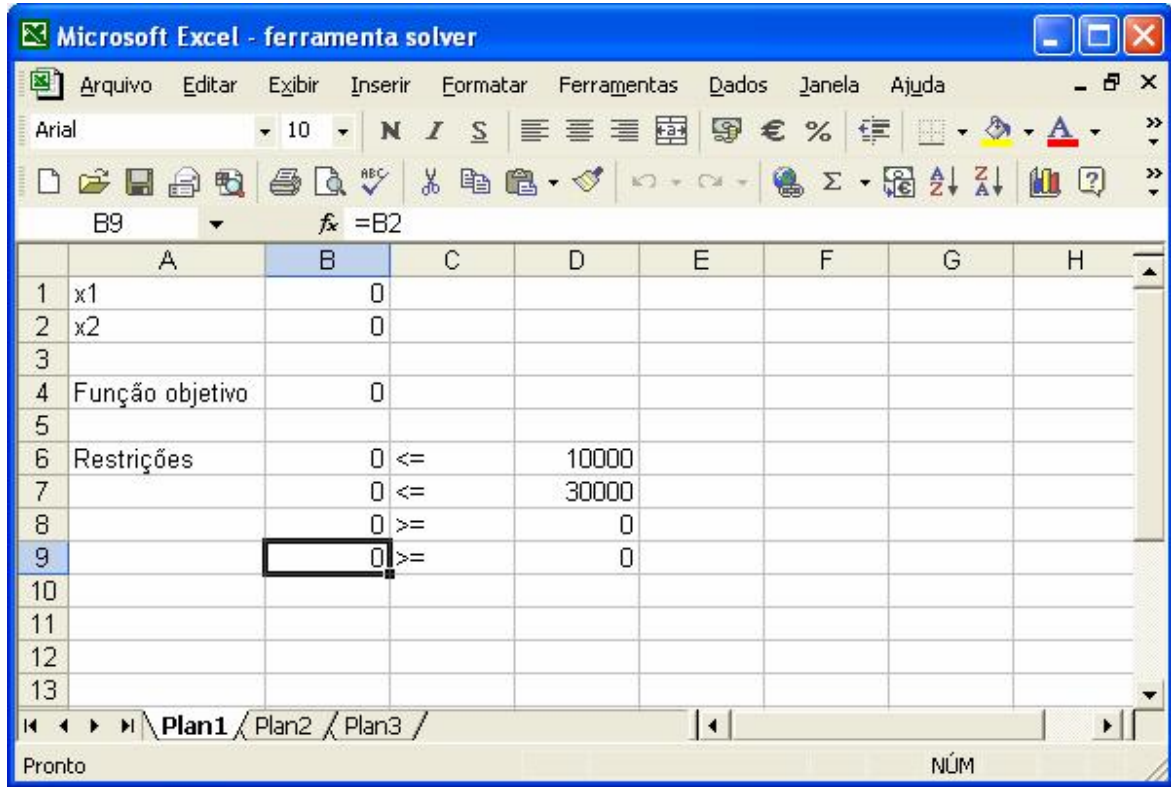 Microsoft Excel - ferramenta solver
Arquivo Editar Exibir Inserir Formatar Ferramentas Dados Janela Ajuda
Arial 10 N I S € % A
ABC Σ A Z Z A ?
B9 fx =B2
A B C D E F G H
1 x1 0
2 x2 0
3
4 Função objetivo 0
5
6 Restrições 0 <= 10000
7 0 <= 30000
8 0 >= 0
9 0 >= 0
10
11
12
13
Plan1 Plan2 Plan3
Pronto NÚM